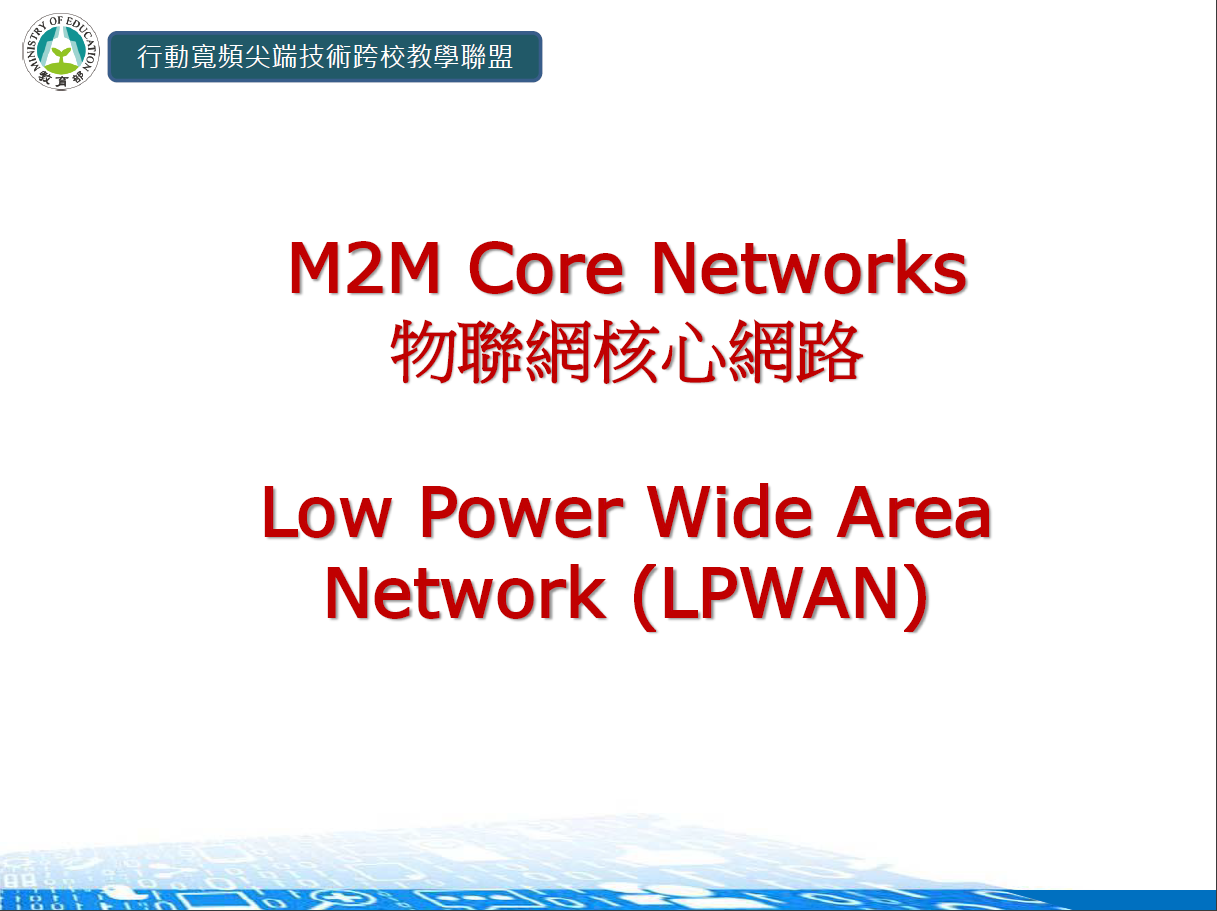 MINISTRY OF EDUCATION
教育部
行動寬頻尖端技術跨校教學聯盟
M2M Core Networks
物聯網核心網路
Low Power Wide Area
Network (LPWAN)